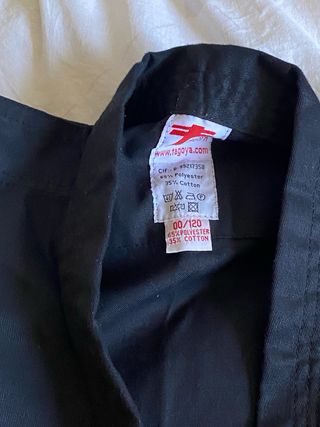 www.tagoya.com
65% Polyester
35% Cotton
00/120
65% POLYESTER
35% COTTON